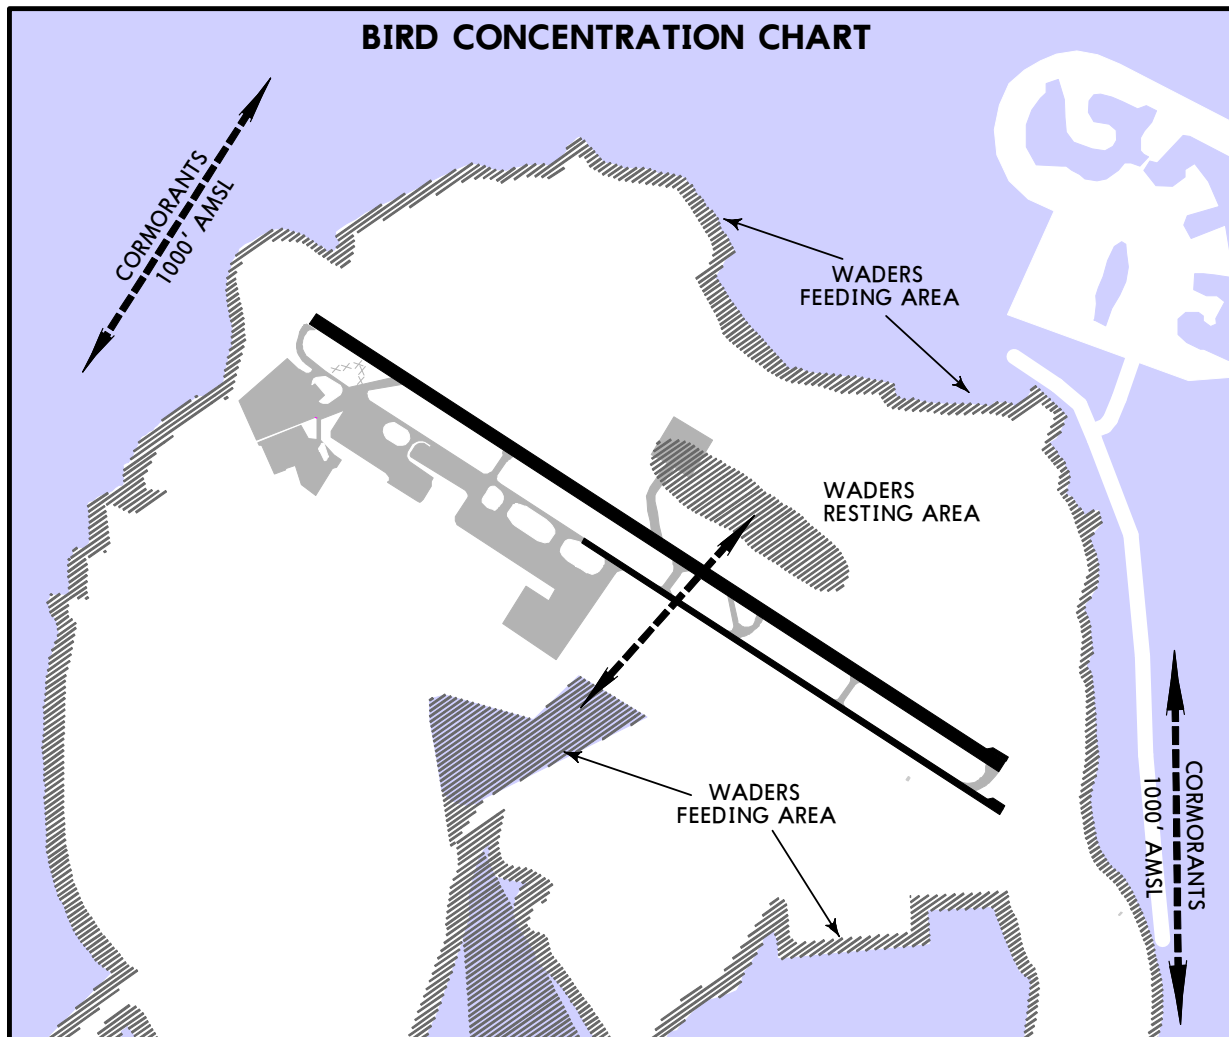 BIRD CONCENTRATION CHART
CORMORANTS
1000' AMSL
WADERS
FEEDING AREA
WADERS
RESTING AREA
WADERS
FEEDING AREA
CORMORANTS
1000' AMSL